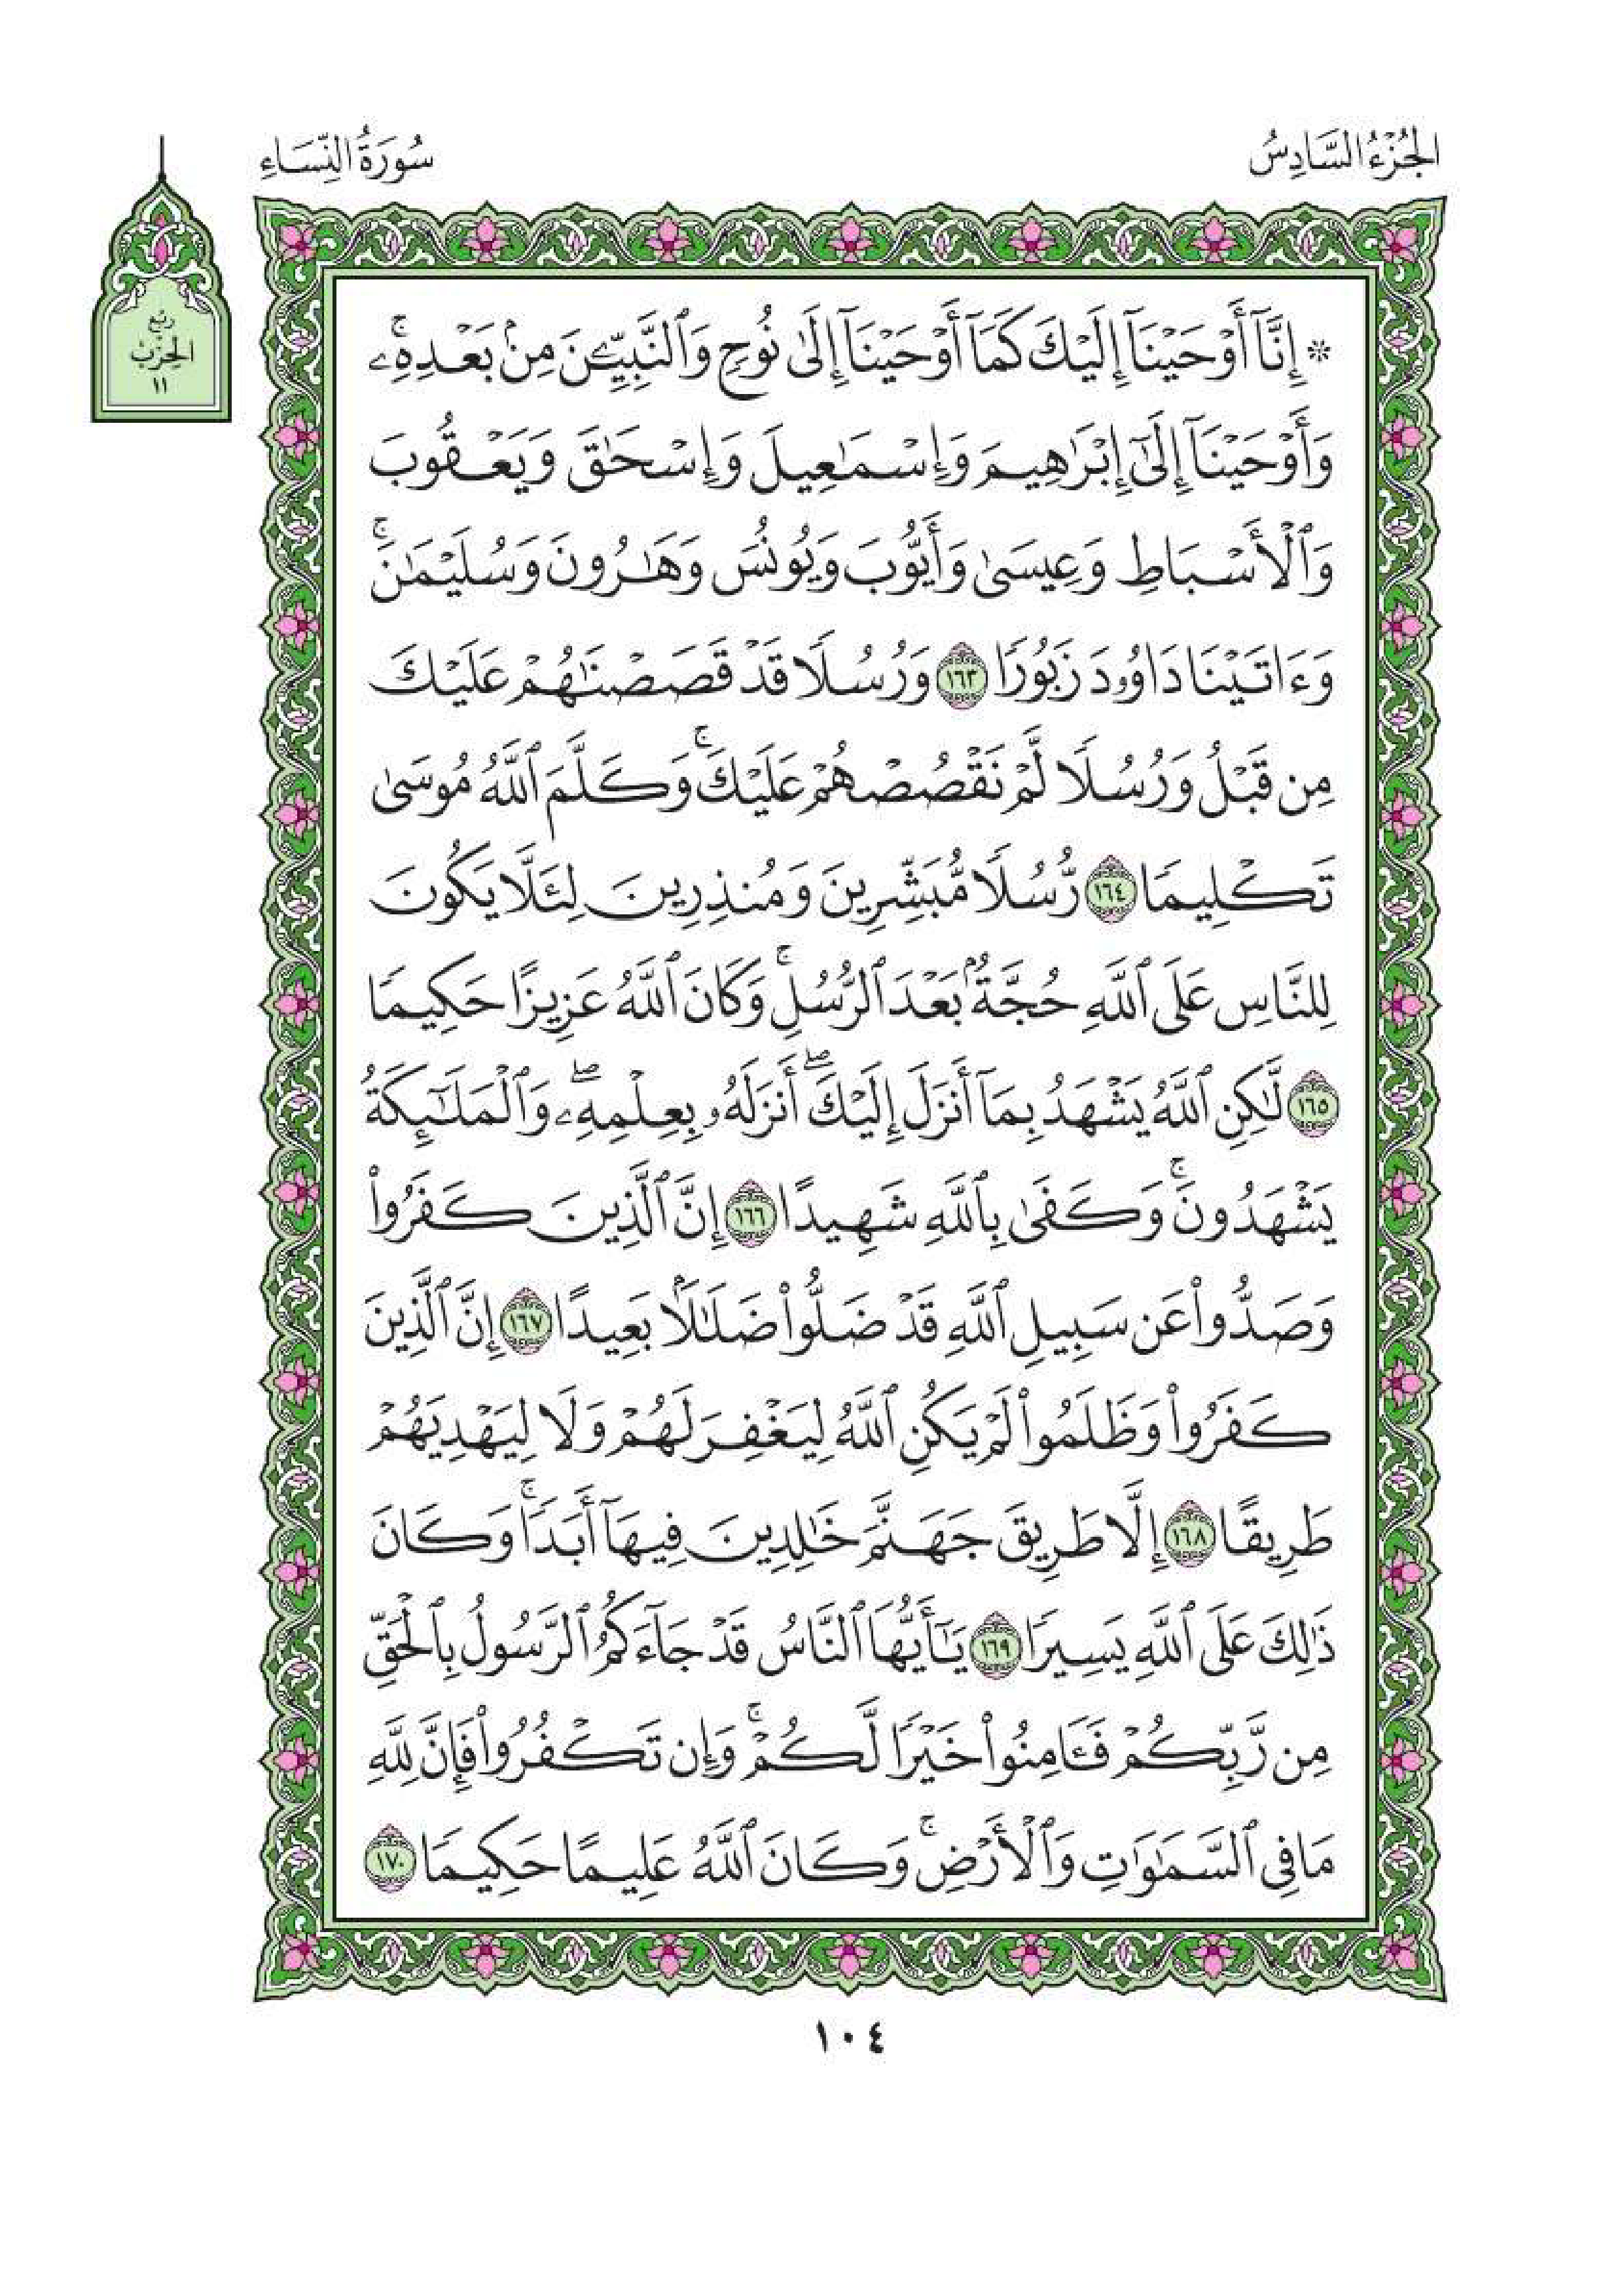 الجُزْءُ السَّادِسُ
سُورَةُ النِّسَاءِ
رُبْع
الحِزْب
١١
* إِنَّآ أَوْحَيْنَآ إِلَيْكَ كَمَآ أَوْحَيْنَآ إِلَىٰ نُوحٍ وَٱلنَّبِيِّـۧنَ مِنۢ بَعْدِهِۦۚ
وَأَوْحَيْنَآ إِلَىٰٓ إِبْرَٰهِيمَ وَإِسْمَٰعِيلَ وَإِسْحَٰقَ وَيَعْقُوبَ
وَٱلْأَسْبَاطِ وَعِيسَىٰ وَأَيُّوبَ وَيُونُسَ وَهَٰرُونَ وَسُلَيْمَٰنَۚ
وَءَاتَيْنَا دَاوُۥدَ زَبُورًا ١٦٣ وَرُسُلًا قَدْ قَصَصْنَٰهُمْ عَلَيْكَ
مِن قَبْلُ وَرُسُلًا لَّمْ نَقْصُصْهُمْ عَلَيْكَۚ وَكَلَّمَ ٱللَّهُ مُوسَىٰ
تَكْلِيمًا ١٦٤ رُّسُلًا مُّبَشِّرِينَ وَمُنذِرِينَ لِئَلَّا يَكُونَ
لِلنَّاسِ عَلَى ٱللَّهِ حُجَّةٌۢ بَعْدَ ٱلرُّسُلِۚ وَكَانَ ٱللَّهُ عَزِيزًا حَكِيمًا
١٦٥ لَّٰكِنِ ٱللَّهُ يَشْهَدُ بِمَآ أَنزَلَ إِلَيْكَۖ أَنزَلَهُۥ بِعِلْمِهِۦۖ وَٱلْمَلَٰٓئِكَةُ
يَشْهَدُونَۚ وَكَفَىٰ بِٱللَّهِ شَهِيدًا ١٦٦ إِنَّ ٱلَّذِينَ كَفَرُوا۟
وَصَدُّوا۟ عَن سَبِيلِ ٱللَّهِ قَدْ ضَلُّوا۟ ضَلَٰلًۢا بَعِيدًا ١٦٧ إِنَّ ٱلَّذِينَ
كَفَرُوا۟ وَظَلَمُوا۟ لَمْ يَكُنِ ٱللَّهُ لِيَغْفِرَ لَهُمْ وَلَا لِيَهْدِيَهُمْ
طَرِيقًا ١٦٨ إِلَّا طَرِيقَ جَهَنَّمَ خَٰلِدِينَ فِيهَآ أَبَدًاۚ وَكَانَ
ذَٰلِكَ عَلَى ٱللَّهِ يَسِيرًا ١٦٩ يَٰٓأَيُّهَا ٱلنَّاسُ قَدْ جَآءَكُمُ ٱلرَّسُولُ بِٱلْحَقِّ
مِن رَّبِّكُمْ فَـَٔامِنُوا۟ خَيْرًا لَّكُمْۚ وَإِن تَكْفُرُوا۟ فَإِنَّ لِلَّهِ
مَا فِى ٱلسَّمَٰوَٰتِ وَٱلْأَرْضِۚ وَكَانَ ٱللَّهُ عَلِيمًا حَكِيمًا ١٧٠
١٠٤